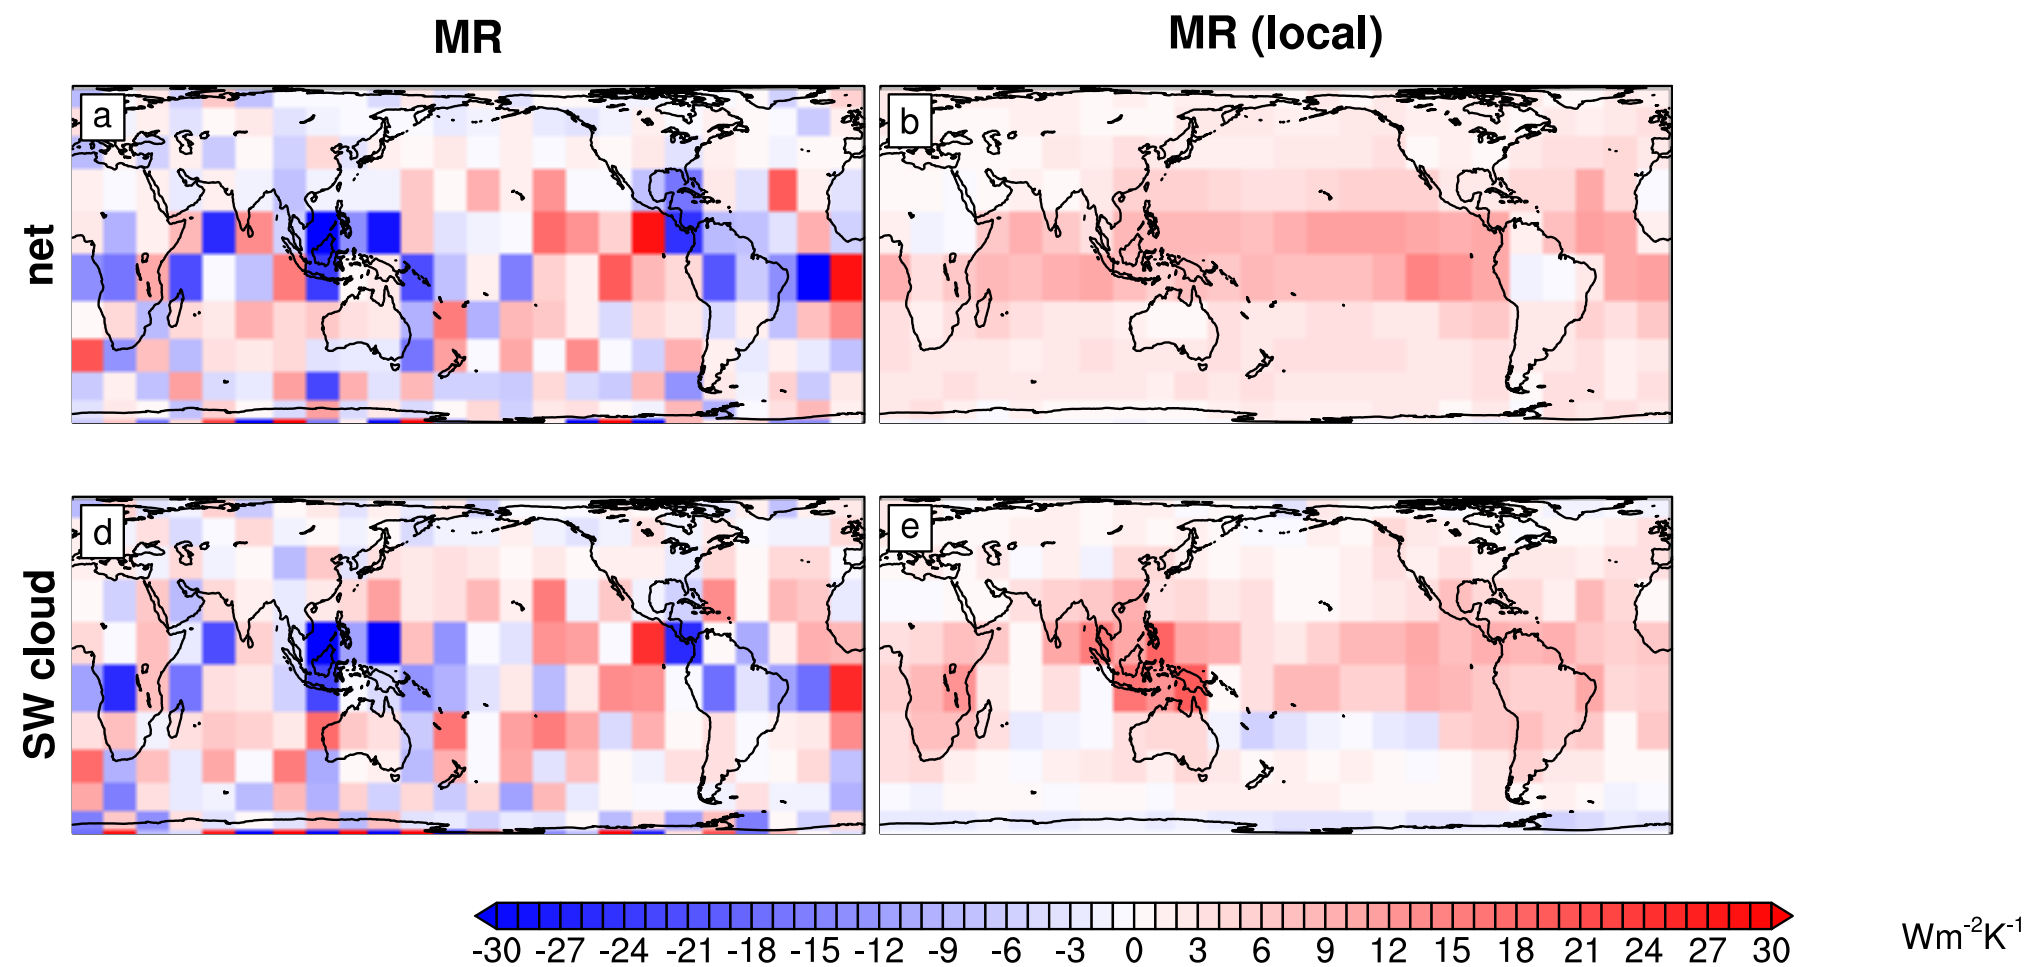 MR MR (local)
net a b
SW cloud d e
-30 -27 -24 -21 -18 -15 -12 -9 -6 -3 0 3 6 9 12 15 18 21 24 27 30 Wm⁻²K⁻¹